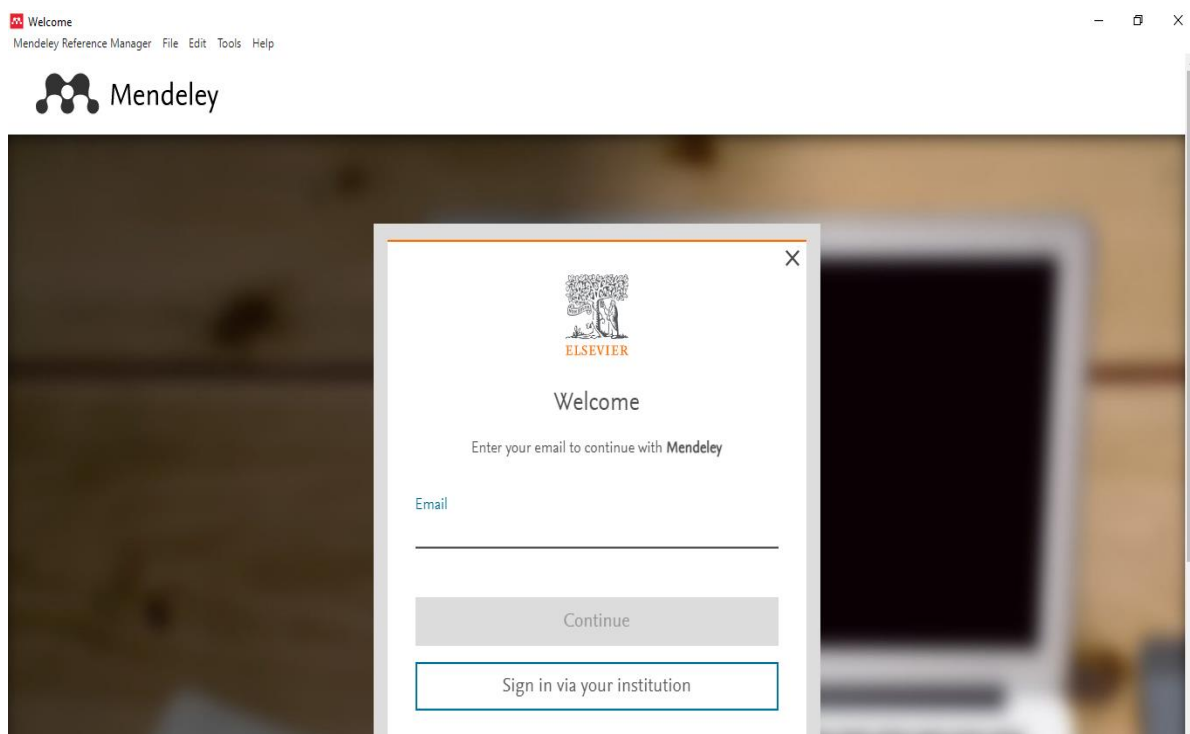 Welcome
Mendeley Reference Manager File Edit Tools Help
Mendeley
ELSEVIER
Welcome
Enter your email to continue with Mendeley
Email
Continue
Sign in via your institution